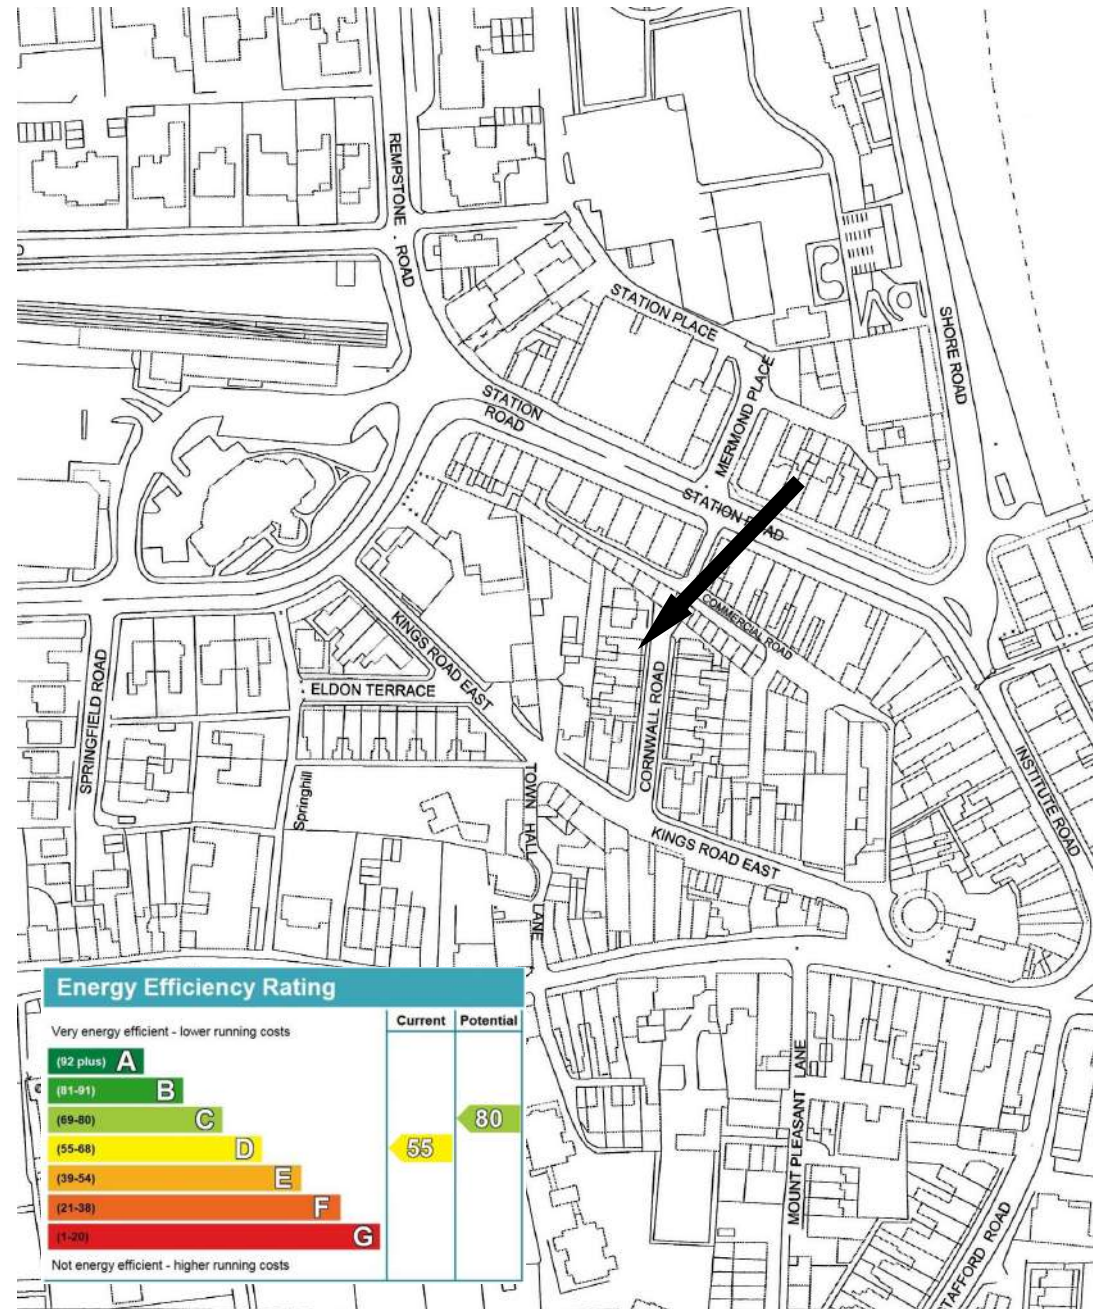 REMPSTONE ROAD
STATION PLACE
SHORE ROAD
MERMOND PLACE
STATION
ROAD
STATION ROAD
COMMERCIAL ROAD
KINGS ROAD EAST
ELDON TERRACE
SPRINGFIELD ROAD
CORNWALL ROAD
INSTITUTE ROAD
Springhill
TOWN HALL LANE
KINGS ROAD EAST
MOUNT PLEASANT LANE
TAFFORD ROAD
Energy Efficiency Rating
Current Potential
Very energy efficient - lower running costs
(92 plus) A
(81-91) B
(69-80) C 80
(55-68) D 55
(39-54) E
(21-38) F
(1-20) G
Not energy efficient - higher running costs